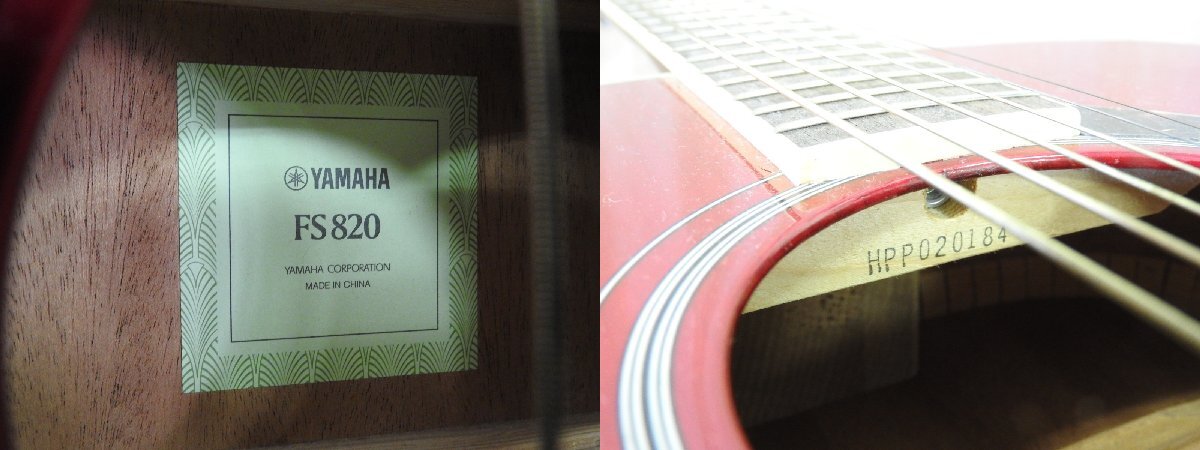 YAMAHA
FS820
YAMAHA CORPORATION
MADE IN CHINA
HPP020184